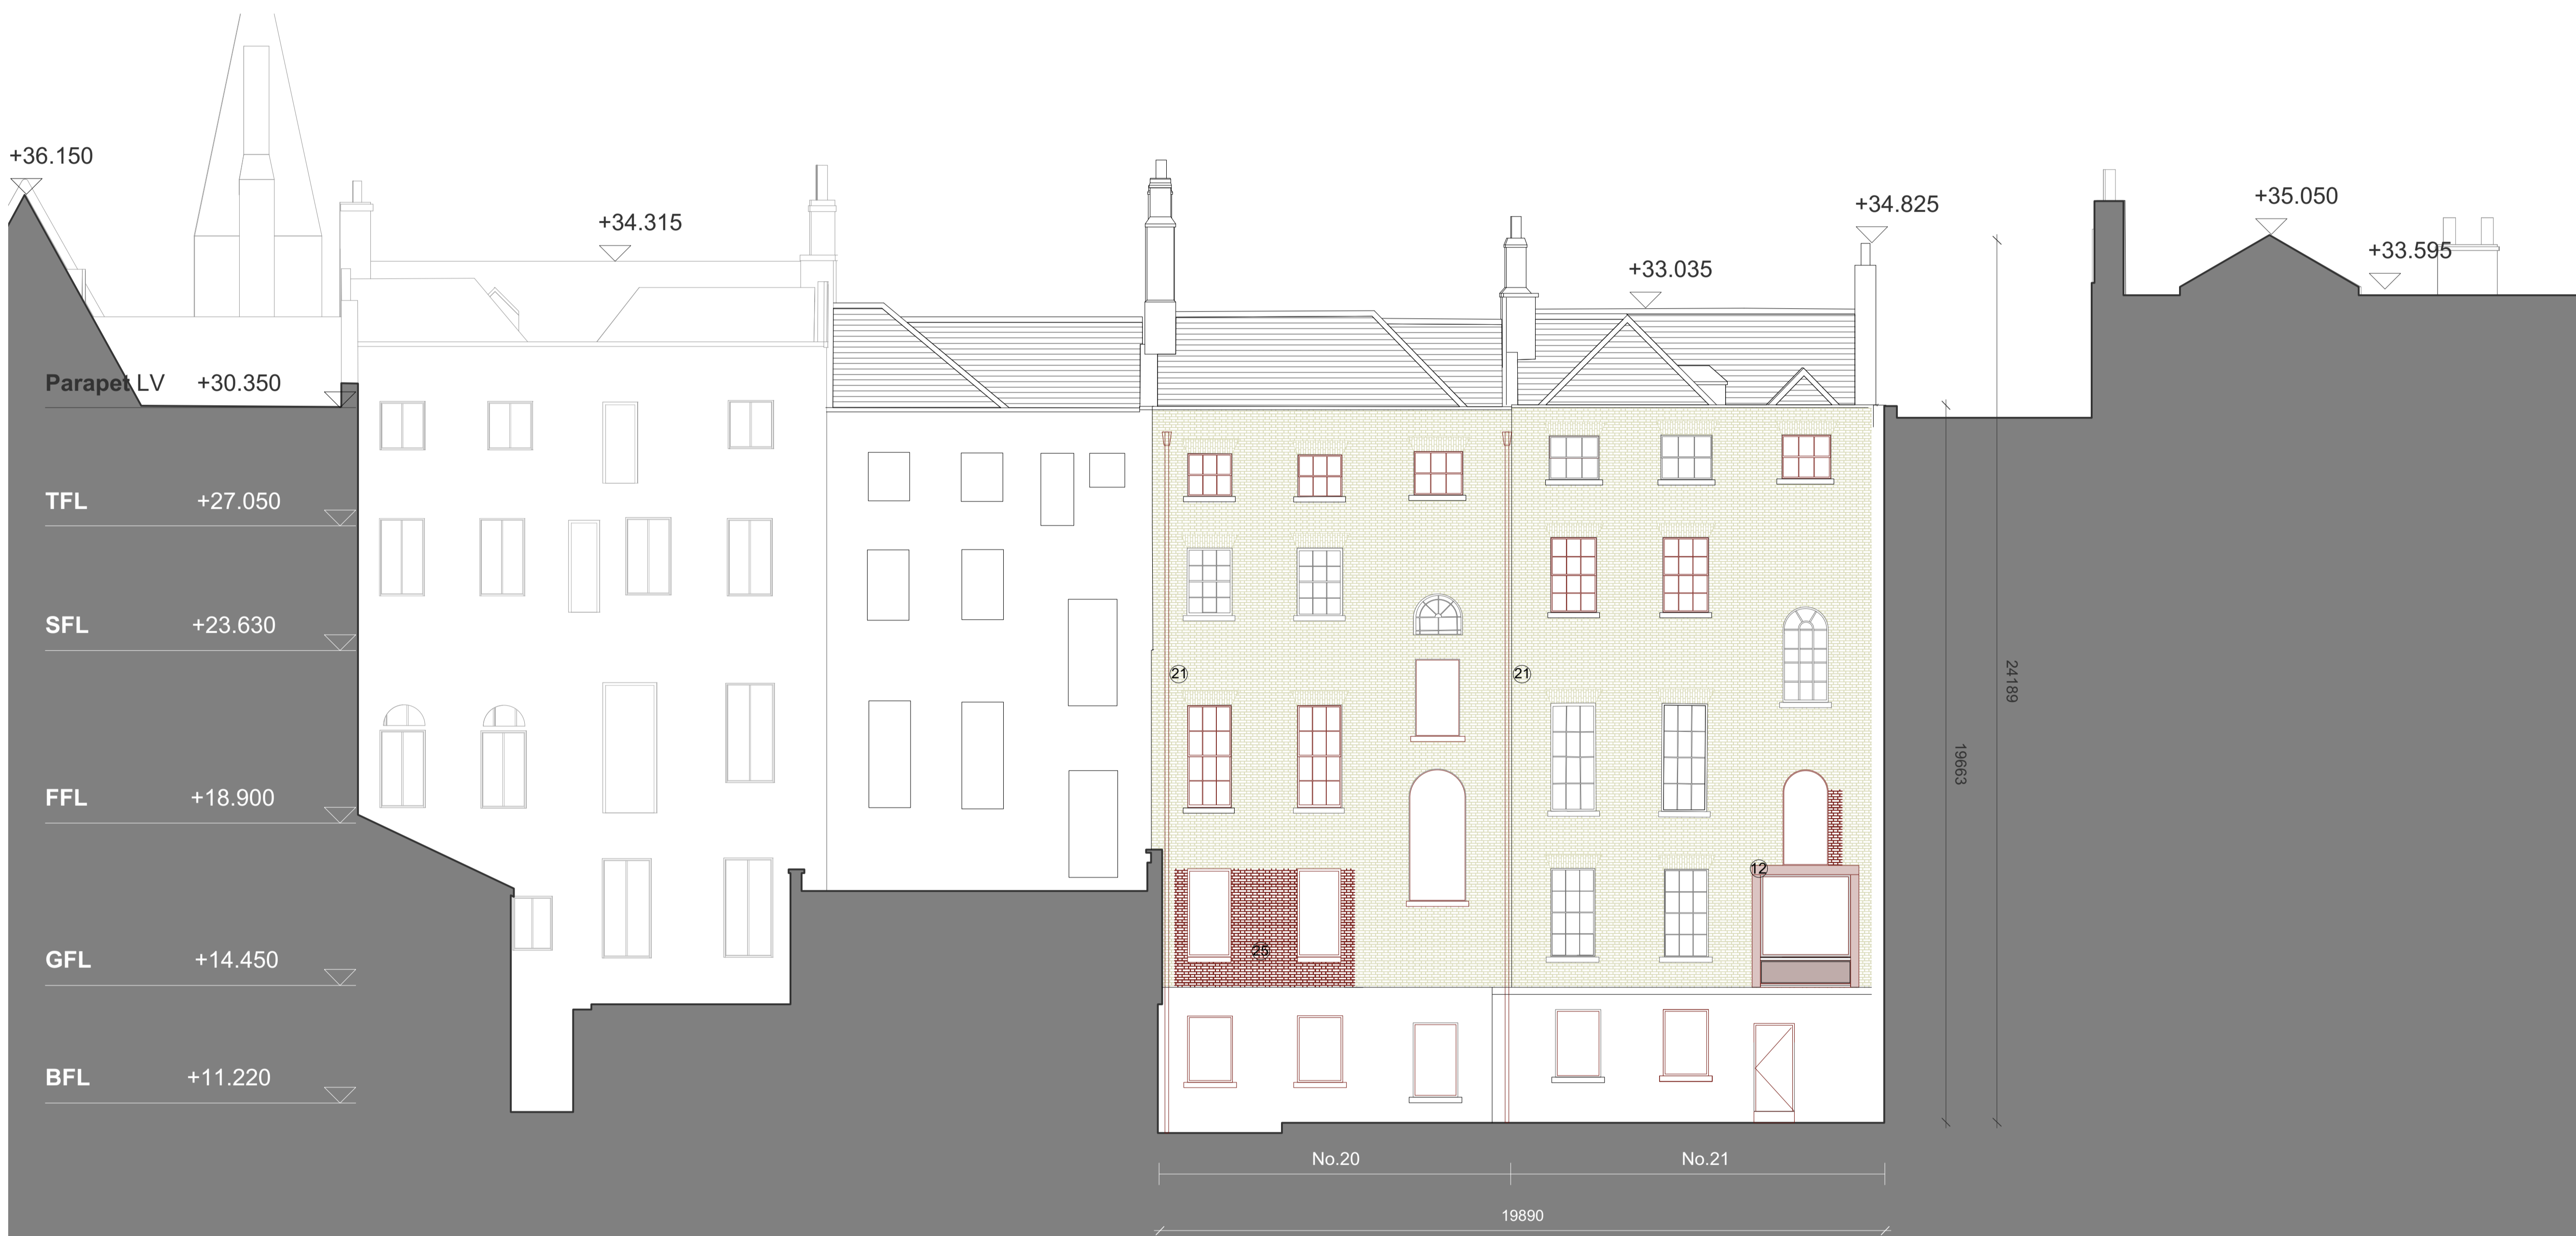 +36.150
+34.315
+34.825
+35.050
+33.035
+33.595
Parapet LV +30.350
TFL +27.050
SFL +23.630
21
21
24189
19663
FFL +18.900
12
25
GFL +14.450
BFL +11.220
No.20
No.21
19890